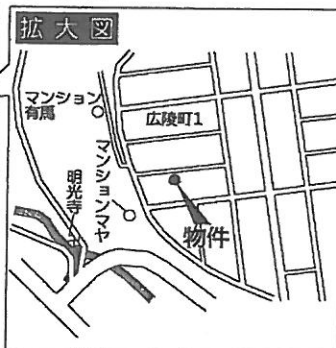 拡大図
マンション
有馬
広陵町1
マンションマヤ
明光寺
物件